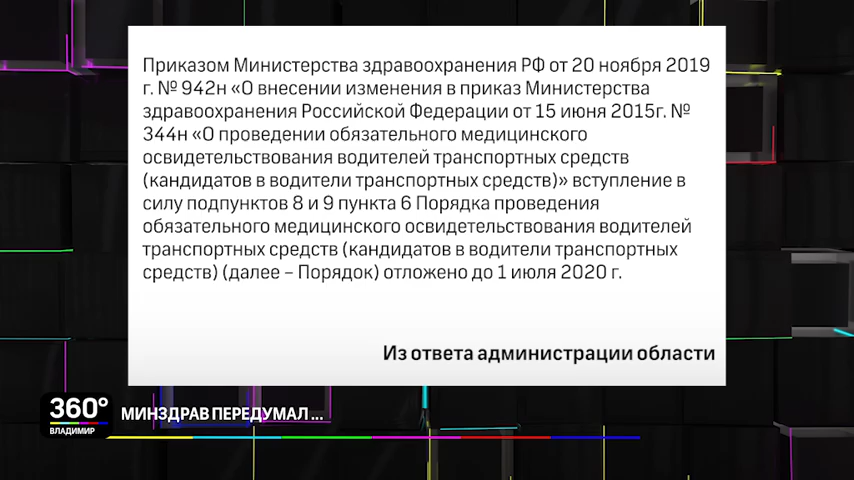 Приказом Министерства здравоохранения РФ от 20 ноября 2019
г. № 942н «О внесении изменения в приказ Министерства
здравоохранения Российской Федерации от 15 июня 2015г. №
344н «О проведении обязательного медицинского
освидетельствования водителей транспортных средств
(кандидатов в водители транспортных средств)» вступление в
силу подпунктов 8 и 9 пункта 6 Порядка проведения
обязательного медицинского освидетельствования водителей
транспортных средств (кандидатов в водители транспортных
средств) (далее – Порядок) отложено до 1 июля 2020 г.
Из ответа администрации области
360°
ВЛАДИМИР
МИНЗДРАВ ПЕРЕДУМАЛ ...